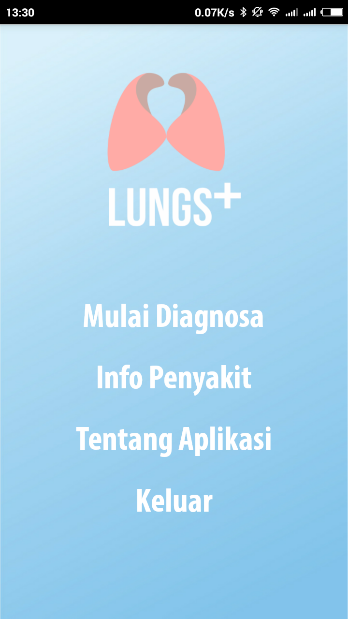 13:30 0.07K/s
LUNGS+
Mulai Diagnosa
Info Penyakit
Tentang Aplikasi
Keluar